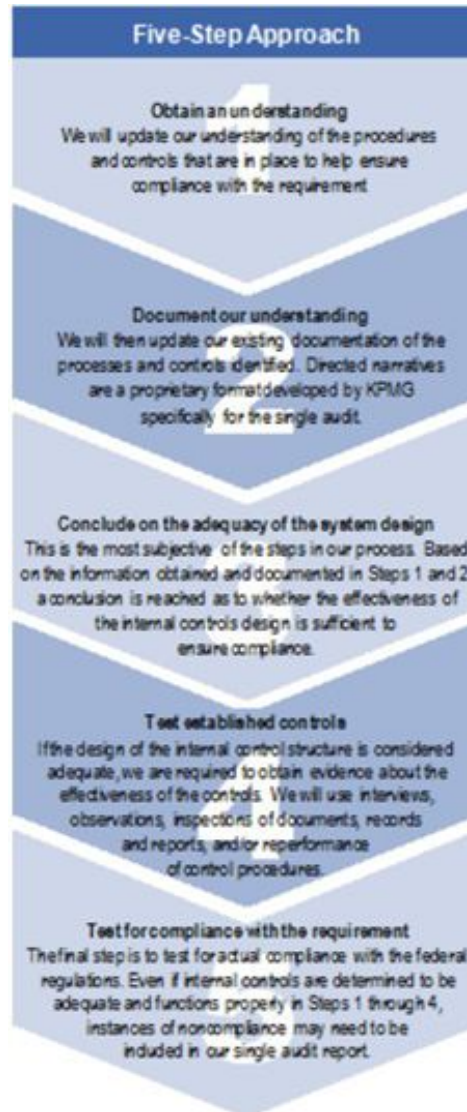 Five-Step Approach
1
Obtain an understanding
We will update our understanding of the procedures
and controls that are in place to help ensure
compliance with the requirement
2
Document our understanding
We will then update our existing documentation of the
processes and controls identified. Directed narratives
are a proprietary format developed by KPMG
specifically for the single audit.
3
Conclude on the adequacy of the system design
This is the most subjective of the steps in our process. Based
on the information obtained and documented in Steps 1 and 2
a conclusion is reached as to whether the effectiveness of
the internal controls design is sufficient to
ensure compliance.
4
Test established controls
If the design of the internal control structure is considered
adequate, we are required to obtain evidence about the
effectiveness of the controls. We will use interviews,
observations, inspections of documents, records
and reports, and/or reperformance
of control procedures.
5
Test for compliance with the requirement
The final step is to test for actual compliance with the federal
regulations. Even if internal controls are determined to be
adequate and functions properly in Steps 1 through 4,
instances of noncompliance may need to be
included in our single audit report.